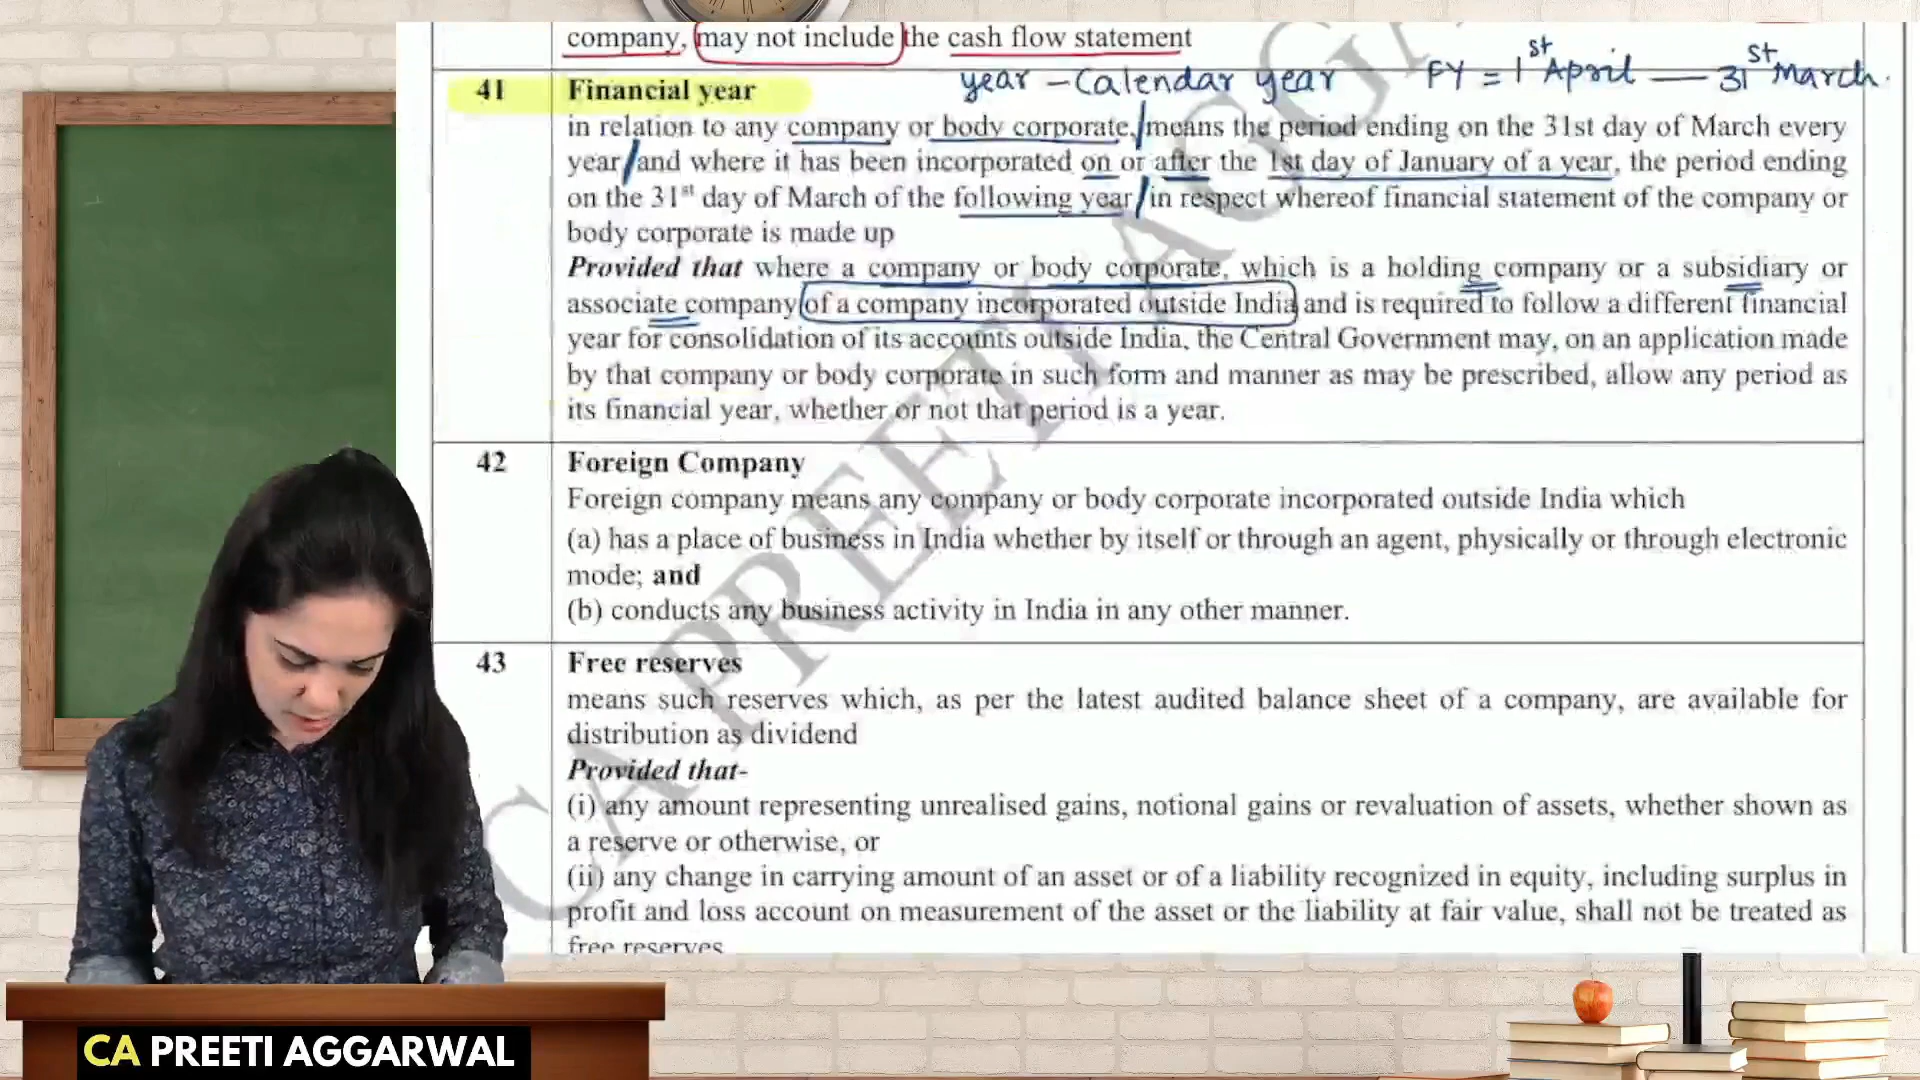 company, may not include the cash flow statement
year - Calendar year FY = 1st April — 31st March.
41 Financial year
in relation to any company or body corporate, means the period ending on the 31st day of March every
year and where it has been incorporated on or after the 1st day of January of a year, the period ending
on the 31st day of March of the following year in respect whereof financial statement of the company or
body corporate is made up
Provided that where a company or body corporate, which is a holding company or a subsidiary or
associate company of a company incorporated outside India and is required to follow a different financial
year for consolidation of its accounts outside India, the Central Government may, on an application made
by that company or body corporate in such form and manner as may be prescribed, allow any period as
its financial year, whether or not that period is a year.
42 Foreign Company
Foreign company means any company or body corporate incorporated outside India which
(a) has a place of business in India whether by itself or through an agent, physically or through electronic
mode; and
(b) conducts any business activity in India in any other manner.
43 Free reserves
means such reserves which, as per the latest audited balance sheet of a company, are available for
distribution as dividend
Provided that-
(i) any amount representing unrealised gains, notional gains or revaluation of assets, whether shown as
a reserve or otherwise, or
(ii) any change in carrying amount of an asset or of a liability recognized in equity, including surplus in
profit and loss account on measurement of the asset or the liability at fair value, shall not be treated as
free reserves
CA PREETI AGGA
CA PREETI AGGARWAL